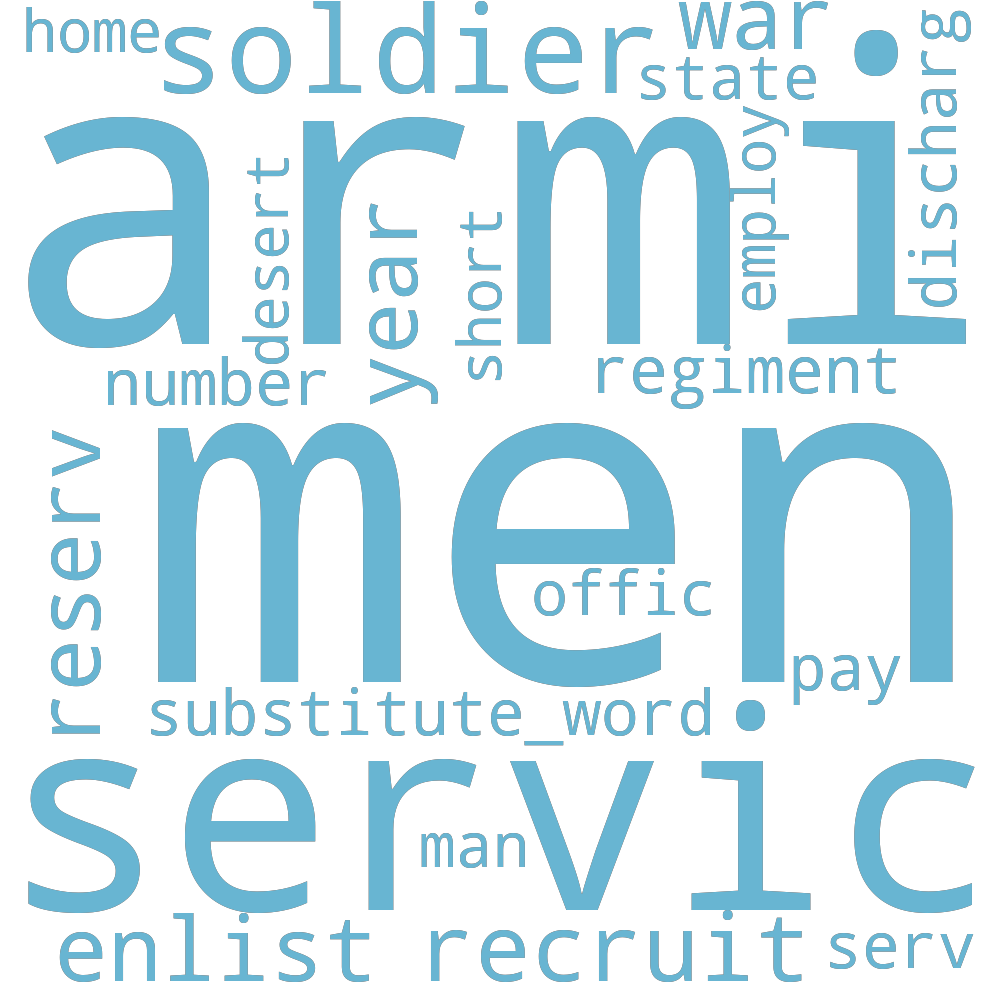 home
soldier
war
state
discharg
armi
desert
year
short
employ
number
regiment
men
reserv
offic
pay
substitute_word
servic
man
enlist
recruit
serv